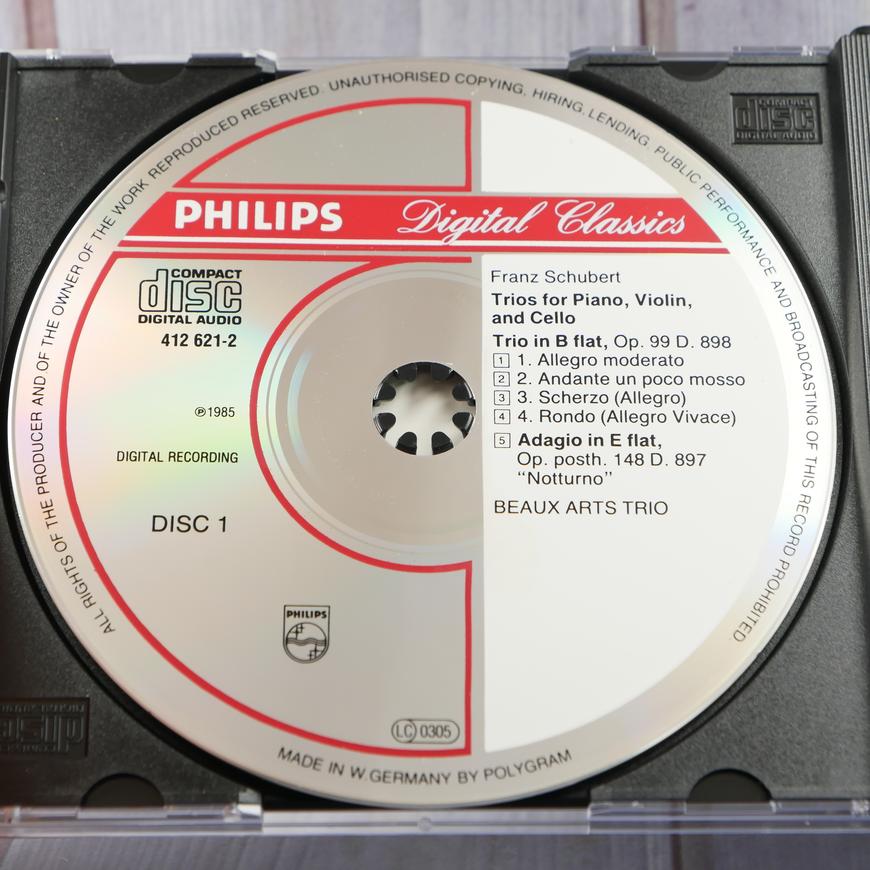 ALL RIGHTS OF THE PRODUCER AND OF THE OWNER OF THE WORK REPRODUCED RESERVED. UNAUTHORISED COPYING, HIRING, LENDING, PUBLIC PERFORMANCE AND BROADCASTING OF THIS RECORD PROHIBITED
COMPACT
disc
DIGITAL AUDIO
PHILIPS Digital Classics
COMPACT
disc
DIGITAL AUDIO
412 621-2
℗1985
DIGITAL RECORDING
DISC 1
PHILIPS
LC 0305
Franz Schubert
Trios for Piano, Violin,
and Cello
Trio in B flat, Op. 99 D. 898
1 1. Allegro moderato
2 2. Andante un poco mosso
3 3. Scherzo (Allegro)
4 4. Rondo (Allegro Vivace)
5 Adagio in E flat,
Op. posth. 148 D. 897
“Notturno”
BEAUX ARTS TRIO
MADE IN W.GERMANY BY POLYGRAM
disc